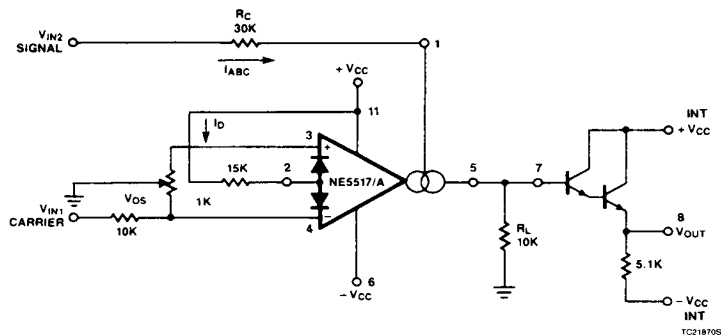 RC
30K
VIN2
SIGNAL
1
IABC
+ VCC
11
INT
+ VCC
ID
3
+
15K
2
NE5517/A
5
7
VOS
1K
8
VOUT
VIN1
CARRIER
10K
4
−
RL
10K
5.1K
6
− VCC
− VCC
INT
TC21870S